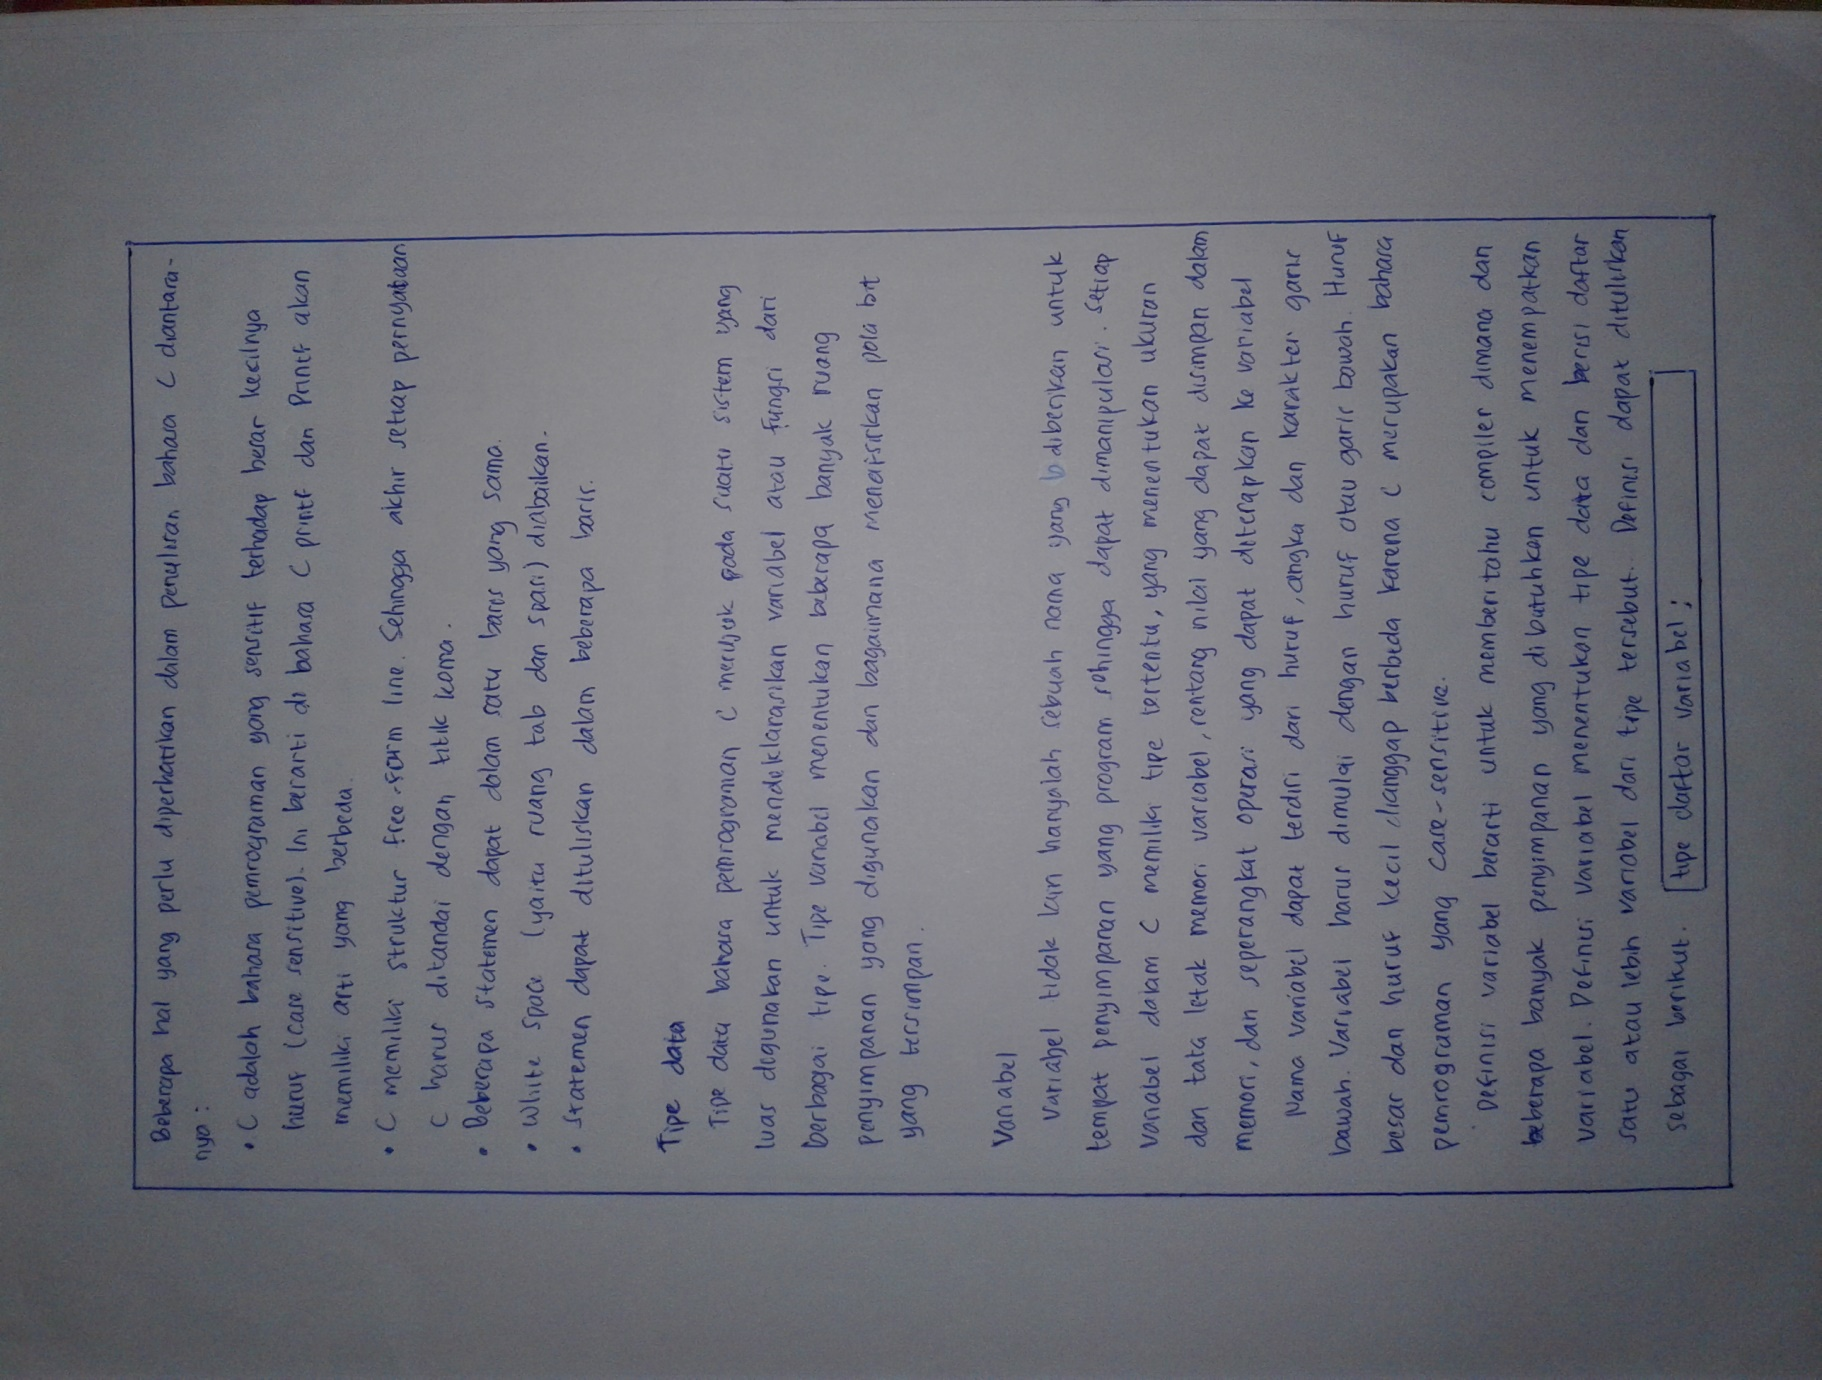 Beberapa hal yang perlu diperhatikan dalam penulisan bahasa C diantara-
nya :
• C adalah bahasa pemrograman yang sensitif terhadap besar kecilnya
huruf (case sensitive). Ini berarti di bahasa C printf dan Printf akan
memiliki arti yang berbeda.
• C memiliki struktur free-form line. Sehingga akhir setiap pernyataan
C harus ditandai dengan titik koma.
• Beberapa statemen dapat dalam satu baris yang sama.
• White space (yaitu ruang tab dan spasi) diabaikan.
• Statemen dapat dituliskan dalam beberapa baris.
Tipe data
Tipe data bahasa pemrograman C merujuk pada suatu sistem yang
luas digunakan untuk mendeklarasikan variabel atau fungsi dari
berbagai tipe. Tipe variabel menentukan beberapa banyak ruang
penyimpanan yang digunakan dan bagaimana menafsirkan pola bit
yang tersimpan.
Variabel
Variabel tidak lain hanyalah sebuah nama yang diberikan untuk
tempat penyimpanan yang program sehingga dapat dimanipulasi. Setiap
variabel dalam C memiliki tipe tertentu, yang menentukan ukuran
dan tata letak memori variabel, rentang nilai yang dapat disimpan dalam
memori, dan seperangkat operasi yang dapat diterapkan ke variabel
Nama variabel dapat terdiri dari huruf, angka dan karakter garis
bawah. Variabel harus dimulai dengan huruf atau garis bawah. Huruf
besar dan huruf kecil dianggap berbeda karena C merupakan bahasa
pemrograman yang case-sensitive.
Definisi variabel berarti untuk memberi tahu compiler dimana dan
beberapa banyak penyimpanan yang dibutuhkan untuk menempatkan
variabel. Definisi variabel menentukan tipe data dan berisi daftar
satu atau lebih variabel dari tipe tersebut. Definisi dapat dituliskan
sebagai berikut. tipe daftar variabel;